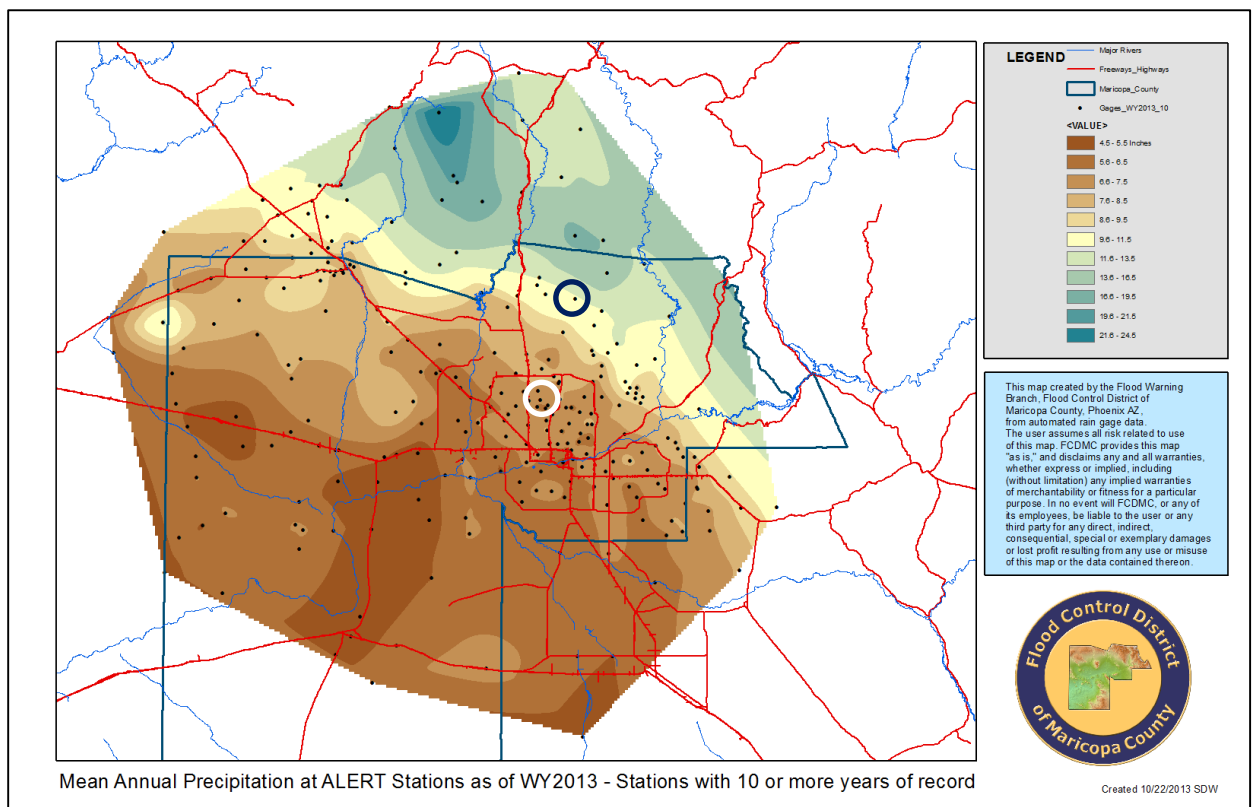 LEGEND
Major Rivers
Freeways_Highways
Maricopa_County
Gages_WY2013_10
<VALUE>
4.5 - 5.5 Inches
5.6 - 6.5
6.6 - 7.5
7.6 - 8.5
8.6 - 9.5
9.6 - 11.5
11.6 - 13.5
13.6 - 16.5
16.6 - 19.5
19.6 - 21.5
21.6 - 24.5
This map created by the Flood Warning
Branch, Flood Control District of
Maricopa County, Phoenix AZ,
from automated rain gage data.
The user assumes all risk related to use
of this map. FCDMC provides this map
"as is," and disclaims any and all warranties,
whether express or implied, including
(without limitation) any implied warranties
of merchantability or fitness for a particular
purpose. In no event will FCDMC, or any of
its employees, be liable to the user or any
third party for any direct, indirect,
consequential, special or exemplary damages
or lost profit resulting from any use or misuse
of this map or the data contained thereon.
Flood Control District
of Maricopa County
Mean Annual Precipitation at ALERT Stations as of WY2013 - Stations with 10 or more years of record
Created 10/22/2013 SDW